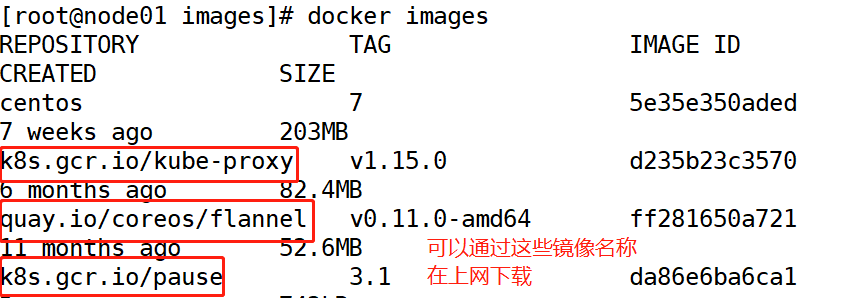 [root@node01 images]# docker images
REPOSITORY TAG IMAGE ID
CREATED SIZE
centos 7 5e35e350aded
7 weeks ago 203MB
k8s.gcr.io/kube-proxy v1.15.0 d235b23c3570
6 months ago 82.4MB
quay.io/coreos/flannel v0.11.0-amd64 ff281650a721
11 months ago 52.6MB
可以通过这些镜像名称
k8s.gcr.io/pause 3.1 da86e6ba6ca1
在上网下载